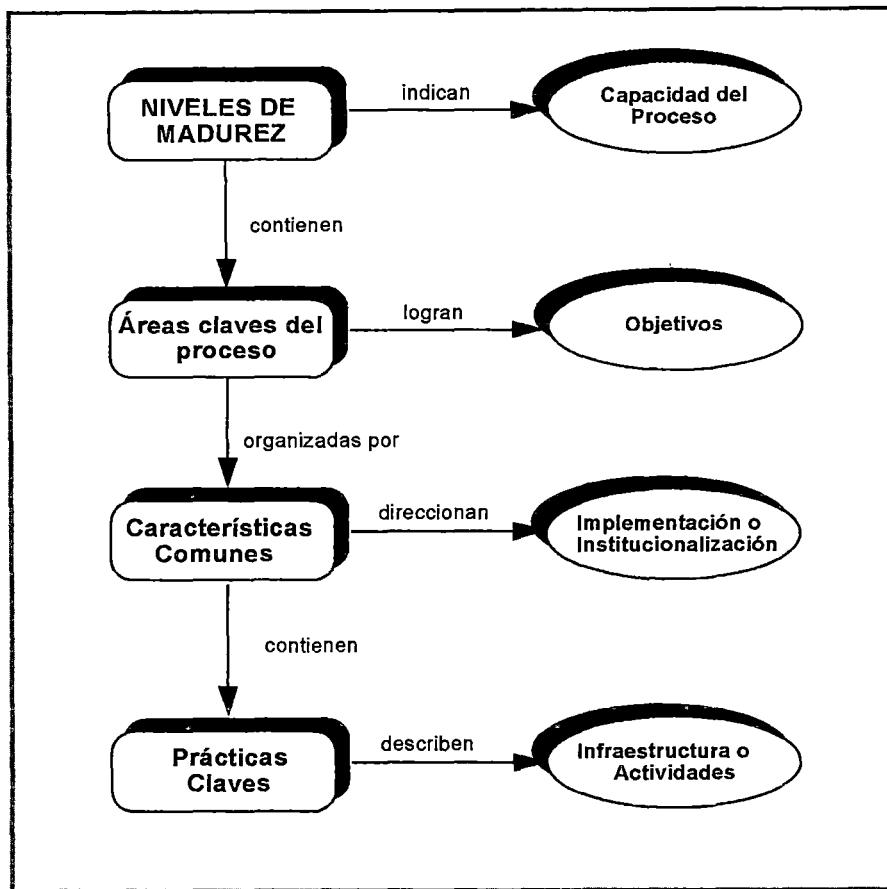 NIVELES DE
MADUREZ
indican
Capacidad del
Proceso
contienen
Áreas claves del
proceso
logran
Objetivos
organizadas por
Características
Comunes
direccionan
Implementación o
Institucionalización
contienen
Prácticas
Claves
describen
Infraestructura o
Actividades